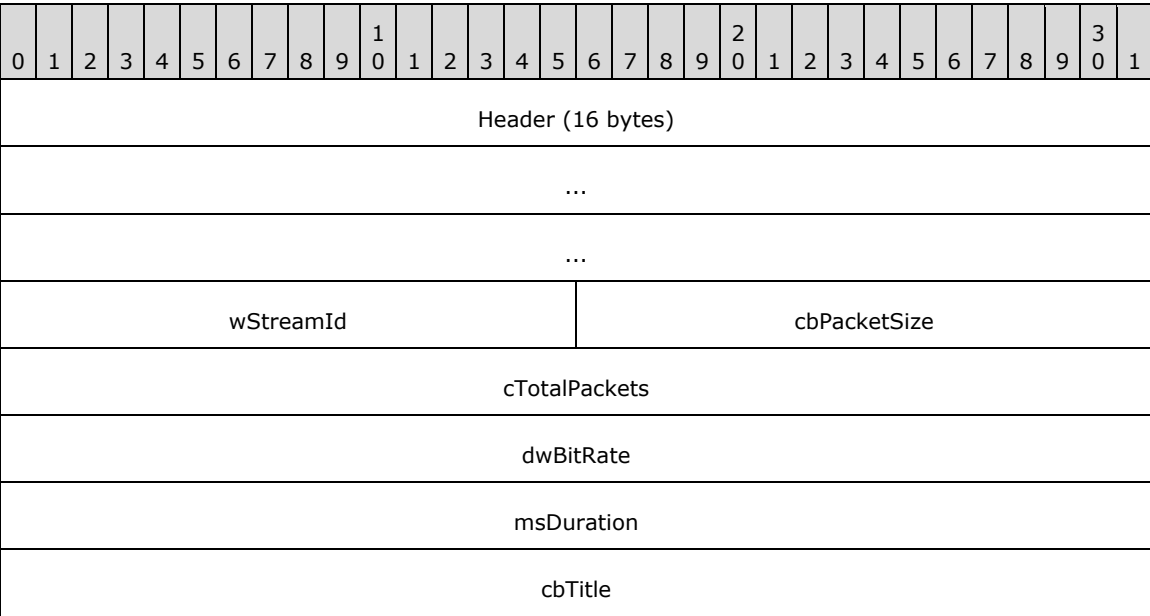 1 2 3
0 1 2 3 4 5 6 7 8 9 0 1 2 3 4 5 6 7 8 9 0 1 2 3 4 5 6 7 8 9 0 1
Header (16 bytes)
...
...
wStreamId cbPacketSize
cTotalPackets
dwBitRate
msDuration
cbTitle